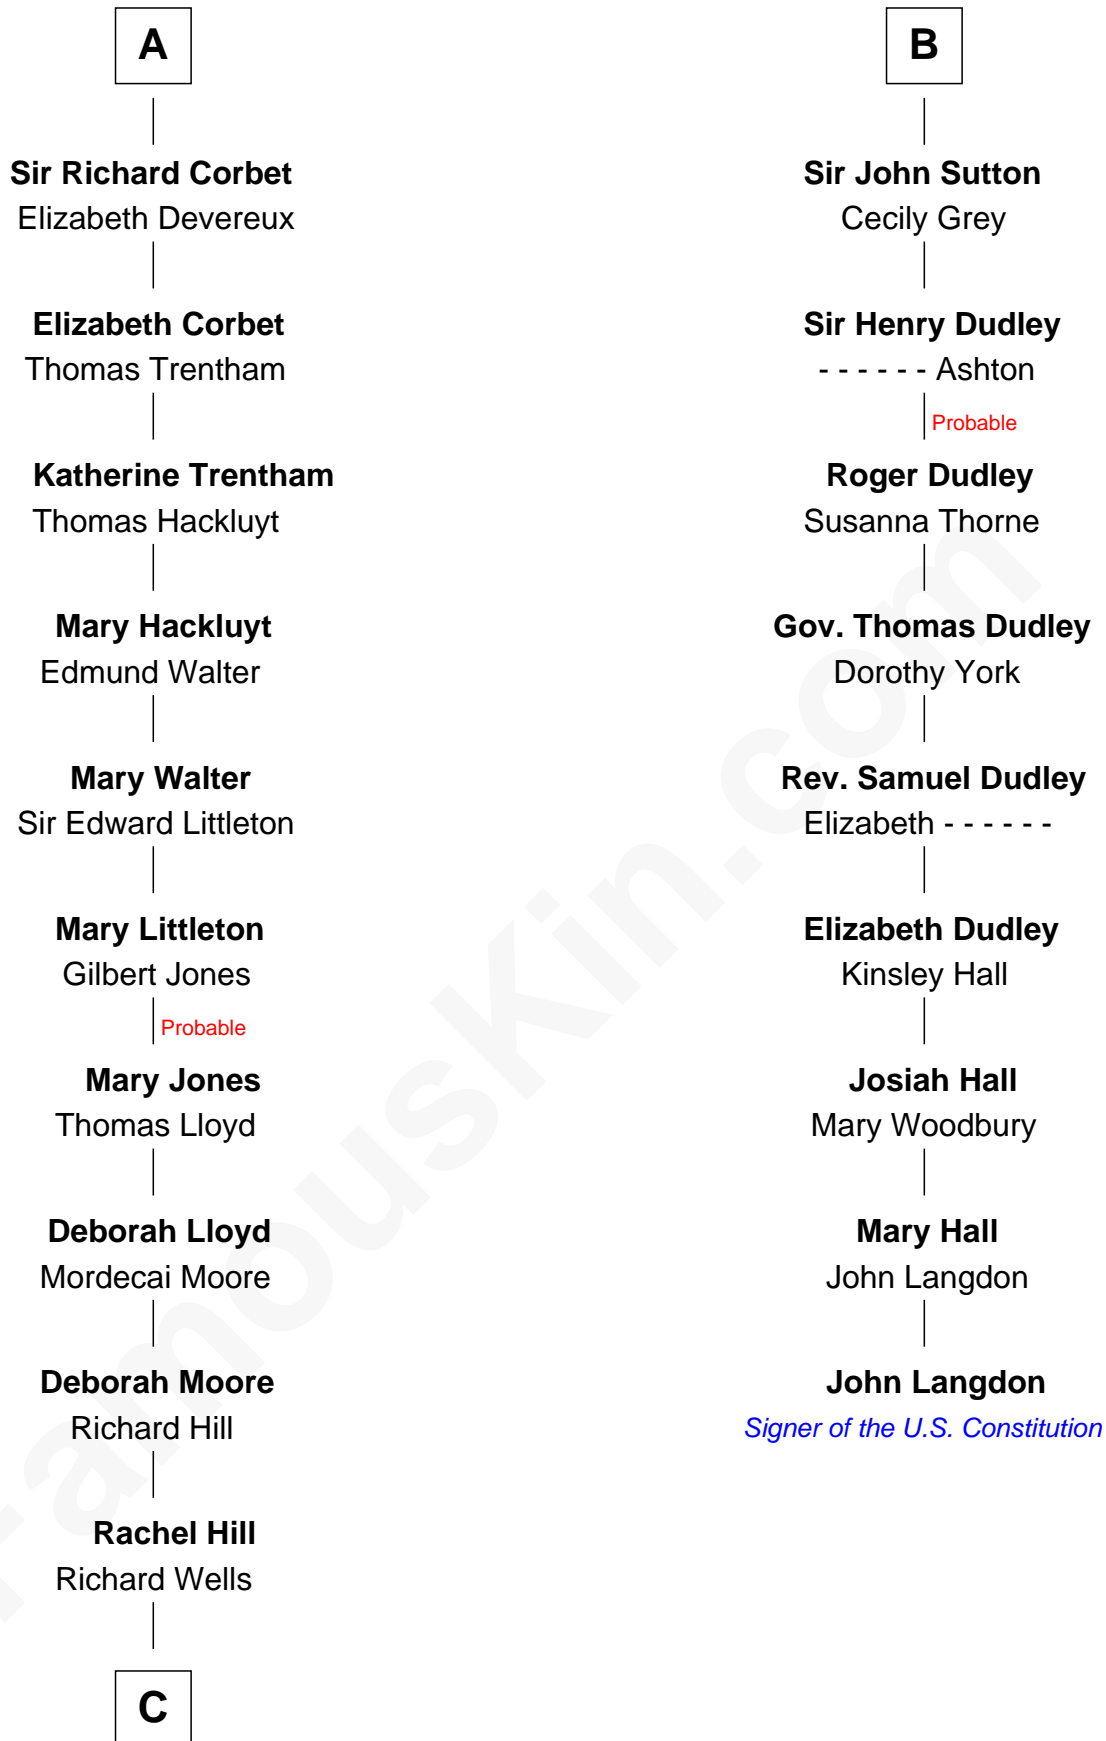 A
Sir Richard Corbet
Elizabeth Devereux
Elizabeth Corbet
Thomas Trentham
Katherine Trentham
Thomas Hackluyt
Mary Hackluyt
Edmund Walter
Mary Walter
Sir Edward Littleton
Mary Littleton
Gilbert Jones
Probable
Mary Jones
Thomas Lloyd
Deborah Lloyd
Mordecai Moore
Deborah Moore
Richard Hill
Rachel Hill
Richard Wells
C
B
Sir John Sutton
Cecily Grey
Sir Henry Dudley
- - - - - - Ashton
Probable
Roger Dudley
Susanna Thorne
Gov. Thomas Dudley
Dorothy York
Rev. Samuel Dudley
Elizabeth - - - - - -
Elizabeth Dudley
Kinsley Hall
Josiah Hall
Mary Woodbury
Mary Hall
John Langdon
John Langdon
Signer of the U.S. Constitution
FamousKin.com